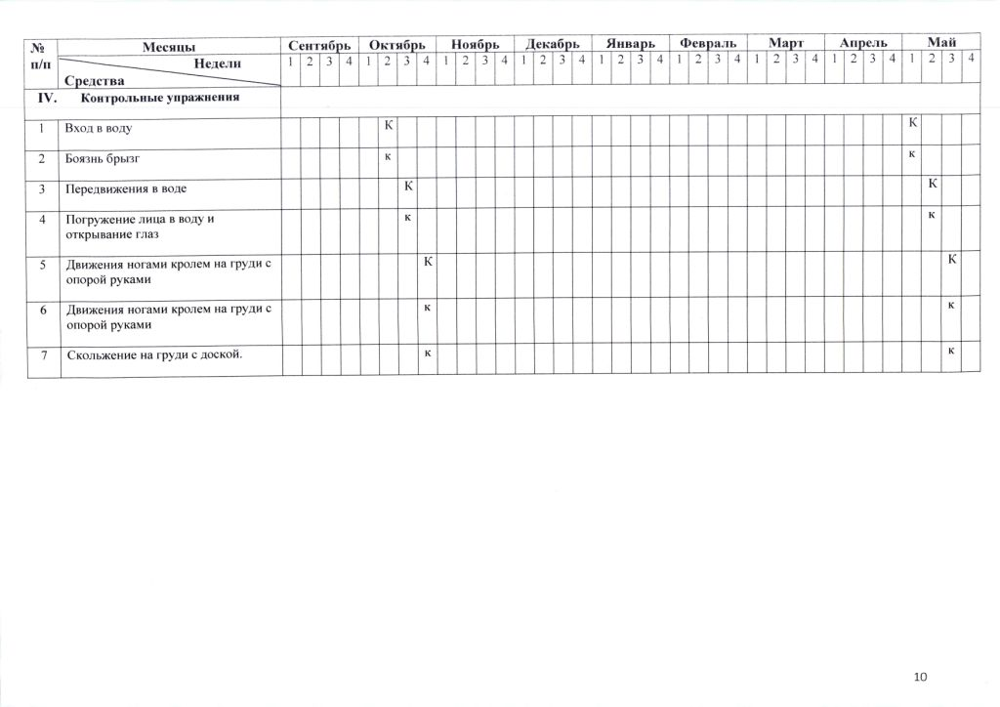 № Месяцы Сентябрь Октябрь Ноябрь Декабрь Январь Февраль Март Апрель Май
п/п Недели 1 2 3 4 1 2 3 4 1 2 3 4 1 2 3 4 1 2 3 4 1 2 3 4 1 2 3 4 1 2 3 4 1 2 3 4
Средства
IV. Контрольные упражнения
1 Вход в воду К К
2 Боязнь брызг к к
3 Передвижения в воде К К
4 Погружение лица в воду и к к
открывание глаз
5 Движения ногами кролем на груди с К К
опорой руками
6 Движения ногами кролем на груди с к к
опорой руками
7 Скольжение на груди с доской. к к
10